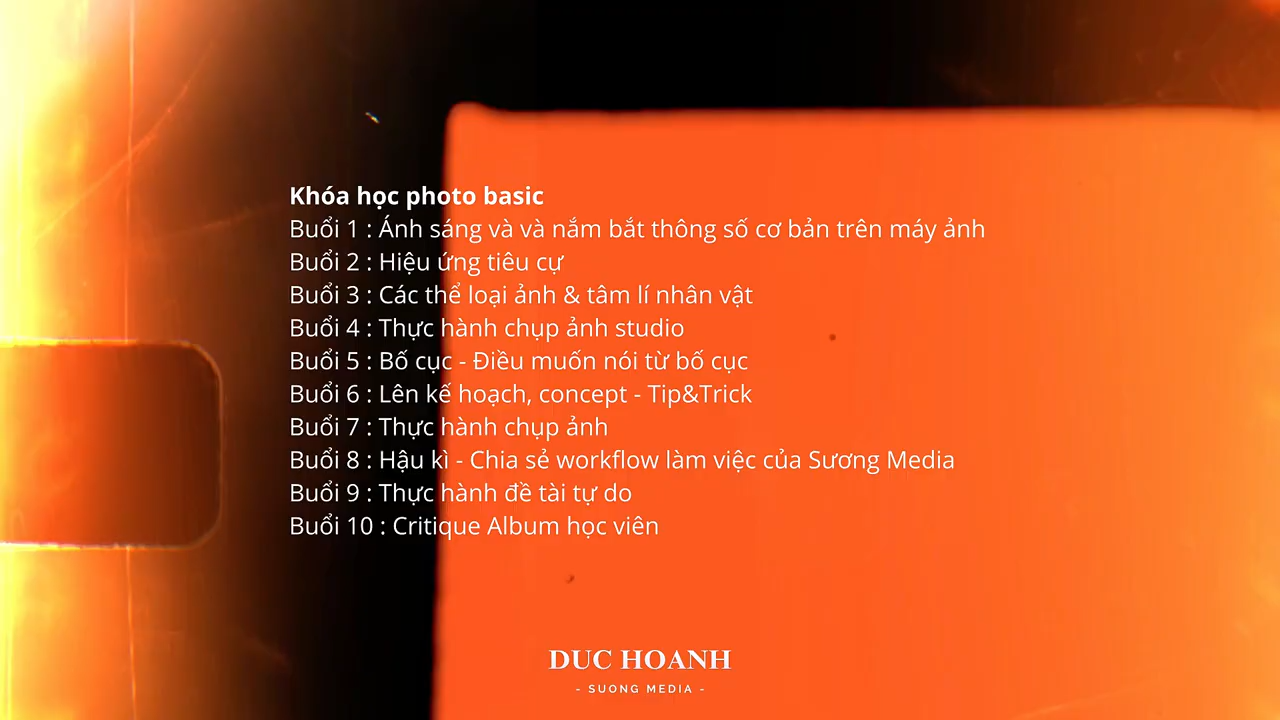 Khóa học photo basic
Buổi 1 : Ánh sáng và và nắm bắt thông số cơ bản trên máy ảnh
Buổi 2 : Hiệu ứng tiêu cự
Buổi 3 : Các thể loại ảnh & tâm lí nhân vật
Buổi 4 : Thực hành chụp ảnh studio
Buổi 5 : Bố cục - Điều muốn nói từ bố cục
Buổi 6 : Lên kế hoạch, concept - Tip&Trick
Buổi 7 : Thực hành chụp ảnh
Buổi 8 : Hậu kì - Chia sẻ workflow làm việc của Sương Media
Buổi 9 : Thực hành đề tài tự do
Buổi 10 : Critique Album học viên
DUC HOANH
- SUONG MEDIA -